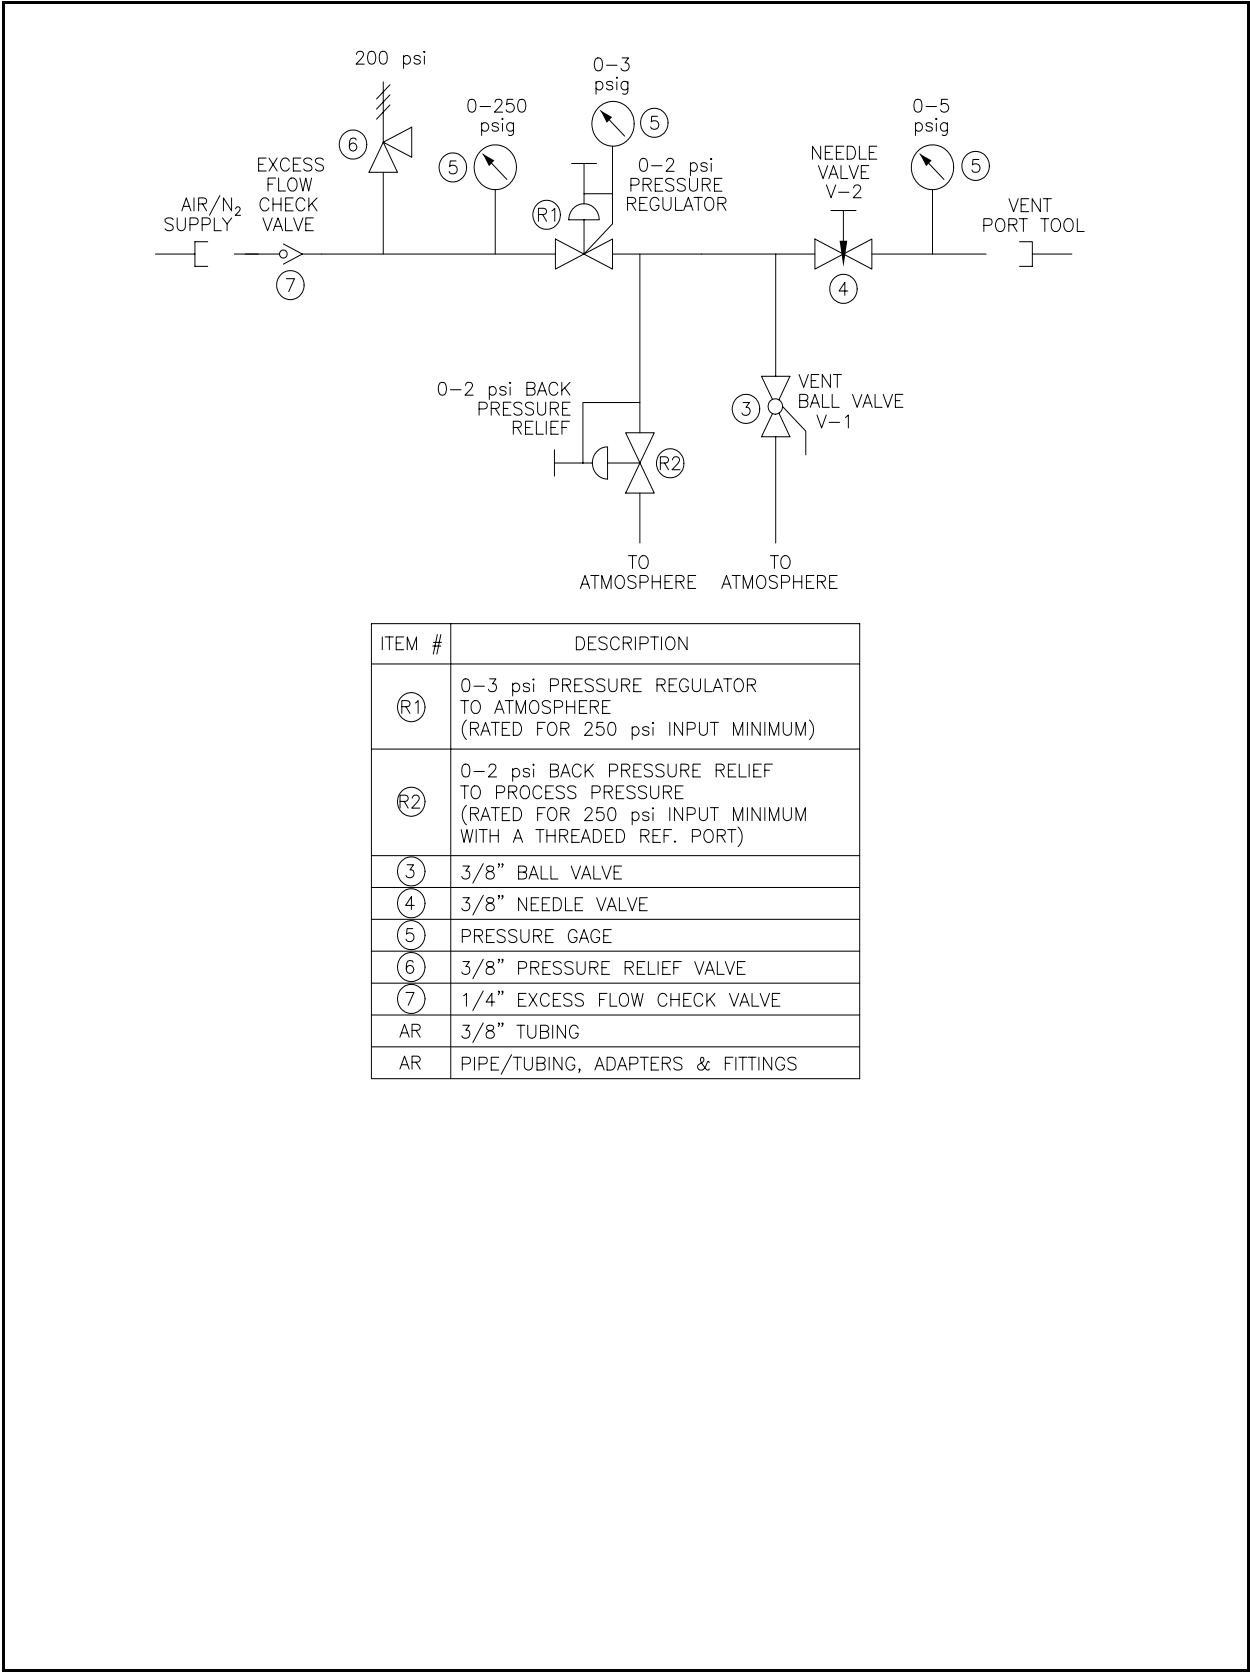 200 psi
0-3
psig
0-250
psig
0-5
psig
6
5
5
5
EXCESS
FLOW
CHECK
VALVE
0-2 psi
PRESSURE
REGULATOR
NEEDLE
VALVE
V-2
AIR/N₂
SUPPLY
R1
VENT
PORT TOOL
7
4
0-2 psi BACK
PRESSURE
RELIEF
R2
3
VENT
BALL VALVE
V-1
TO
ATMOSPHERE
TO
ATMOSPHERE
ITEM # DESCRIPTION
R1
0-3 psi PRESSURE REGULATOR
TO ATMOSPHERE
(RATED FOR 250 psi INPUT MINIMUM)
R2
0-2 psi BACK PRESSURE RELIEF
TO PROCESS PRESSURE
(RATED FOR 250 psi INPUT MINIMUM
WITH A THREADED REF. PORT)
3 3/8" BALL VALVE
4 3/8" NEEDLE VALVE
5 PRESSURE GAGE
6 3/8" PRESSURE RELIEF VALVE
7 1/4" EXCESS FLOW CHECK VALVE
AR 3/8" TUBING
AR PIPE/TUBING, ADAPTERS & FITTINGS